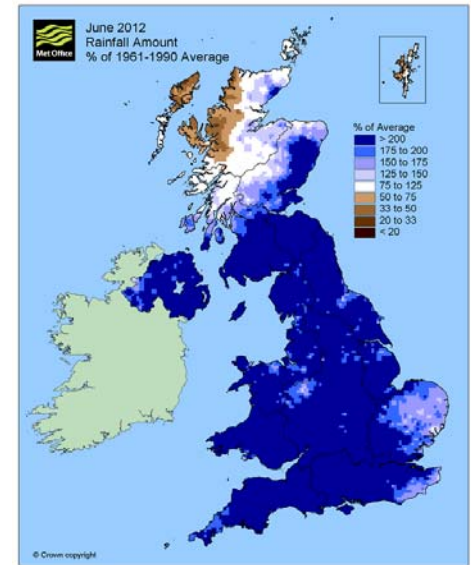 June 2012
Rainfall Amount
% of 1961-1990 Average
Met Office
% of Average
> 200
175 to 200
150 to 175
125 to 150
75 to 125
50 to 75
33 to 50
20 to 33
< 20
© Crown copyright